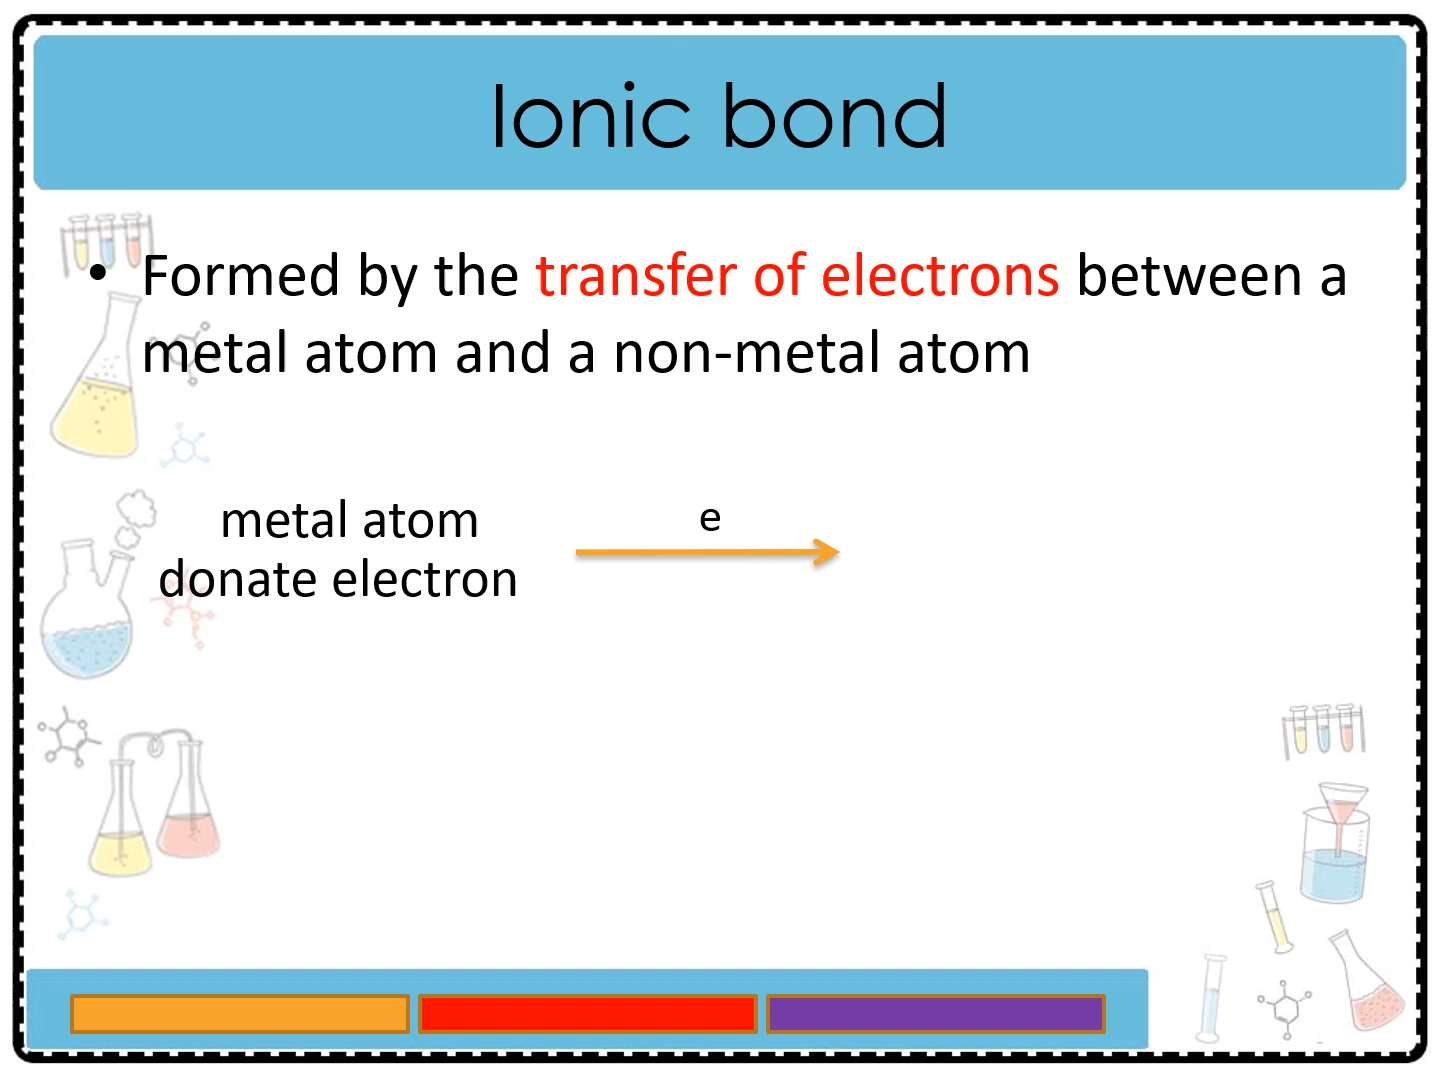 Ionic bond
• Formed by the transfer of electrons between a
metal atom and a non-metal atom
metal atom
e
donate electron